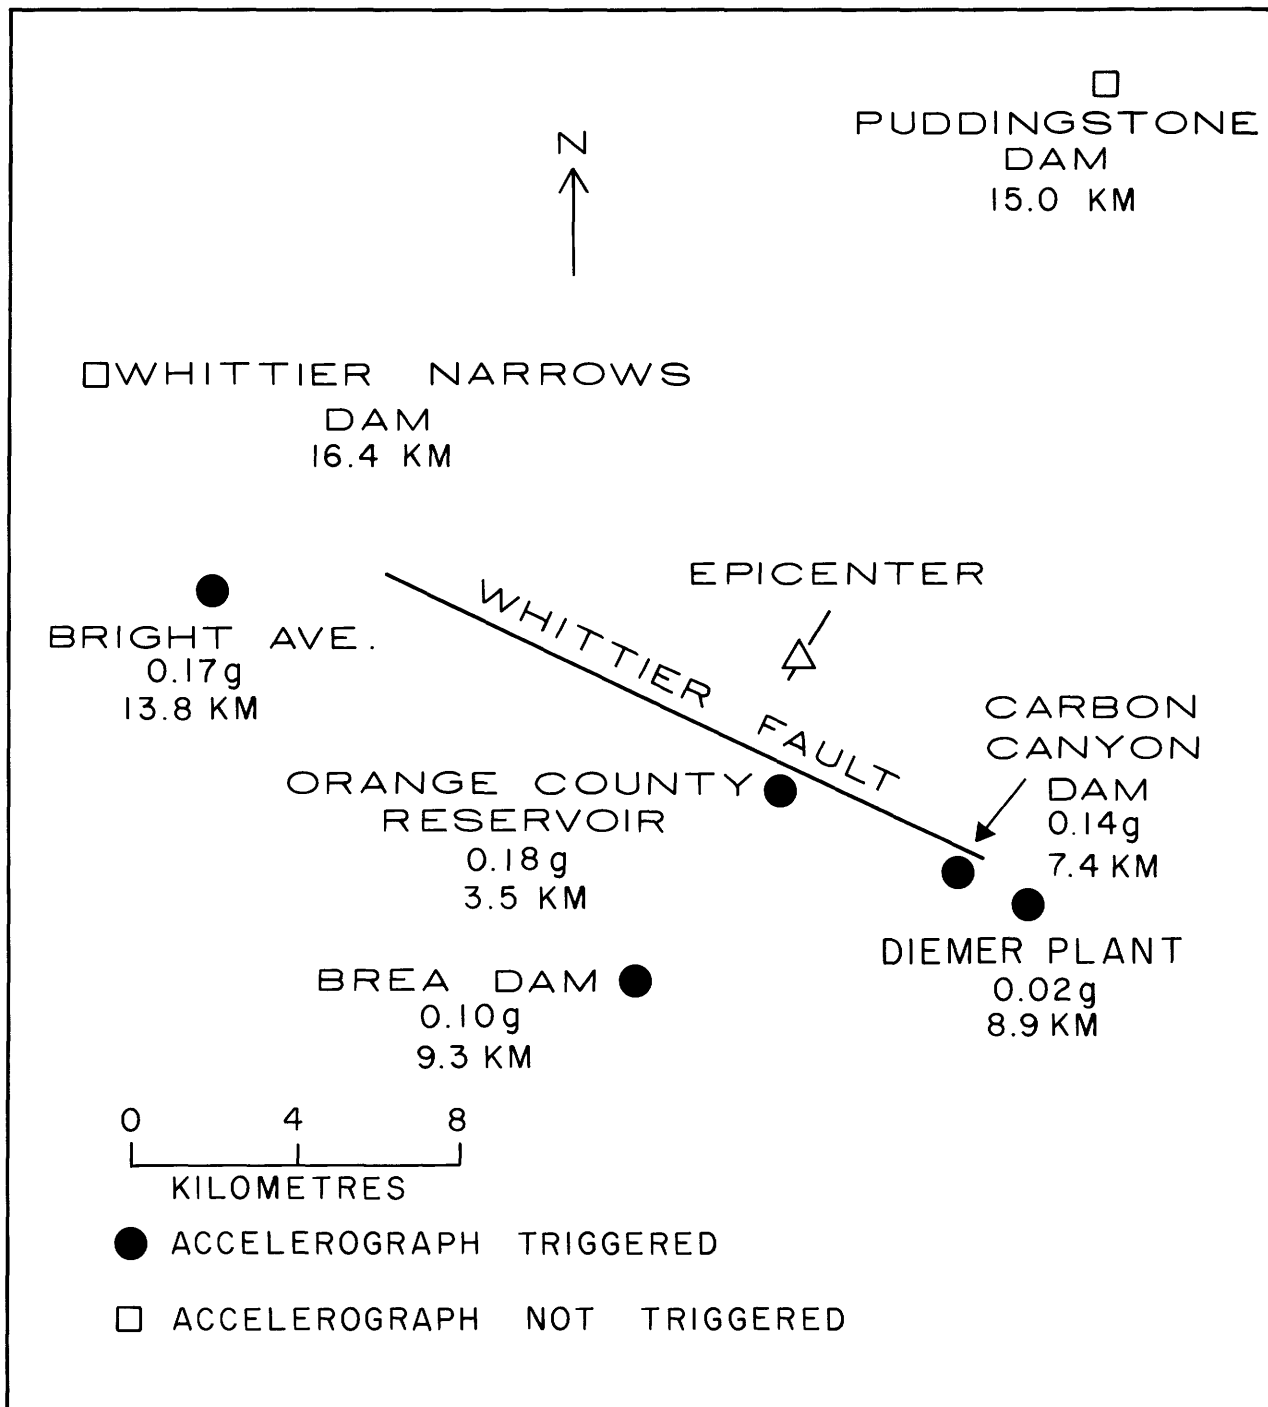 PUDDINGSTONE
DAM
15.0 KM
N
WHITTIER NARROWS
DAM
16.4 KM
EPICENTER
WHITTIER FAULT
BRIGHT AVE.
0.17g
13.8 KM
CARBON
CANYON
DAM
0.14g
7.4 KM
ORANGE COUNTY
RESERVOIR
0.18g
3.5 KM
DIEMER PLANT
0.02g
8.9 KM
BREA DAM
0.10g
9.3 KM
0 4 8
KILOMETRES
ACCELEROGRAPH TRIGGERED
ACCELEROGRAPH NOT TRIGGERED